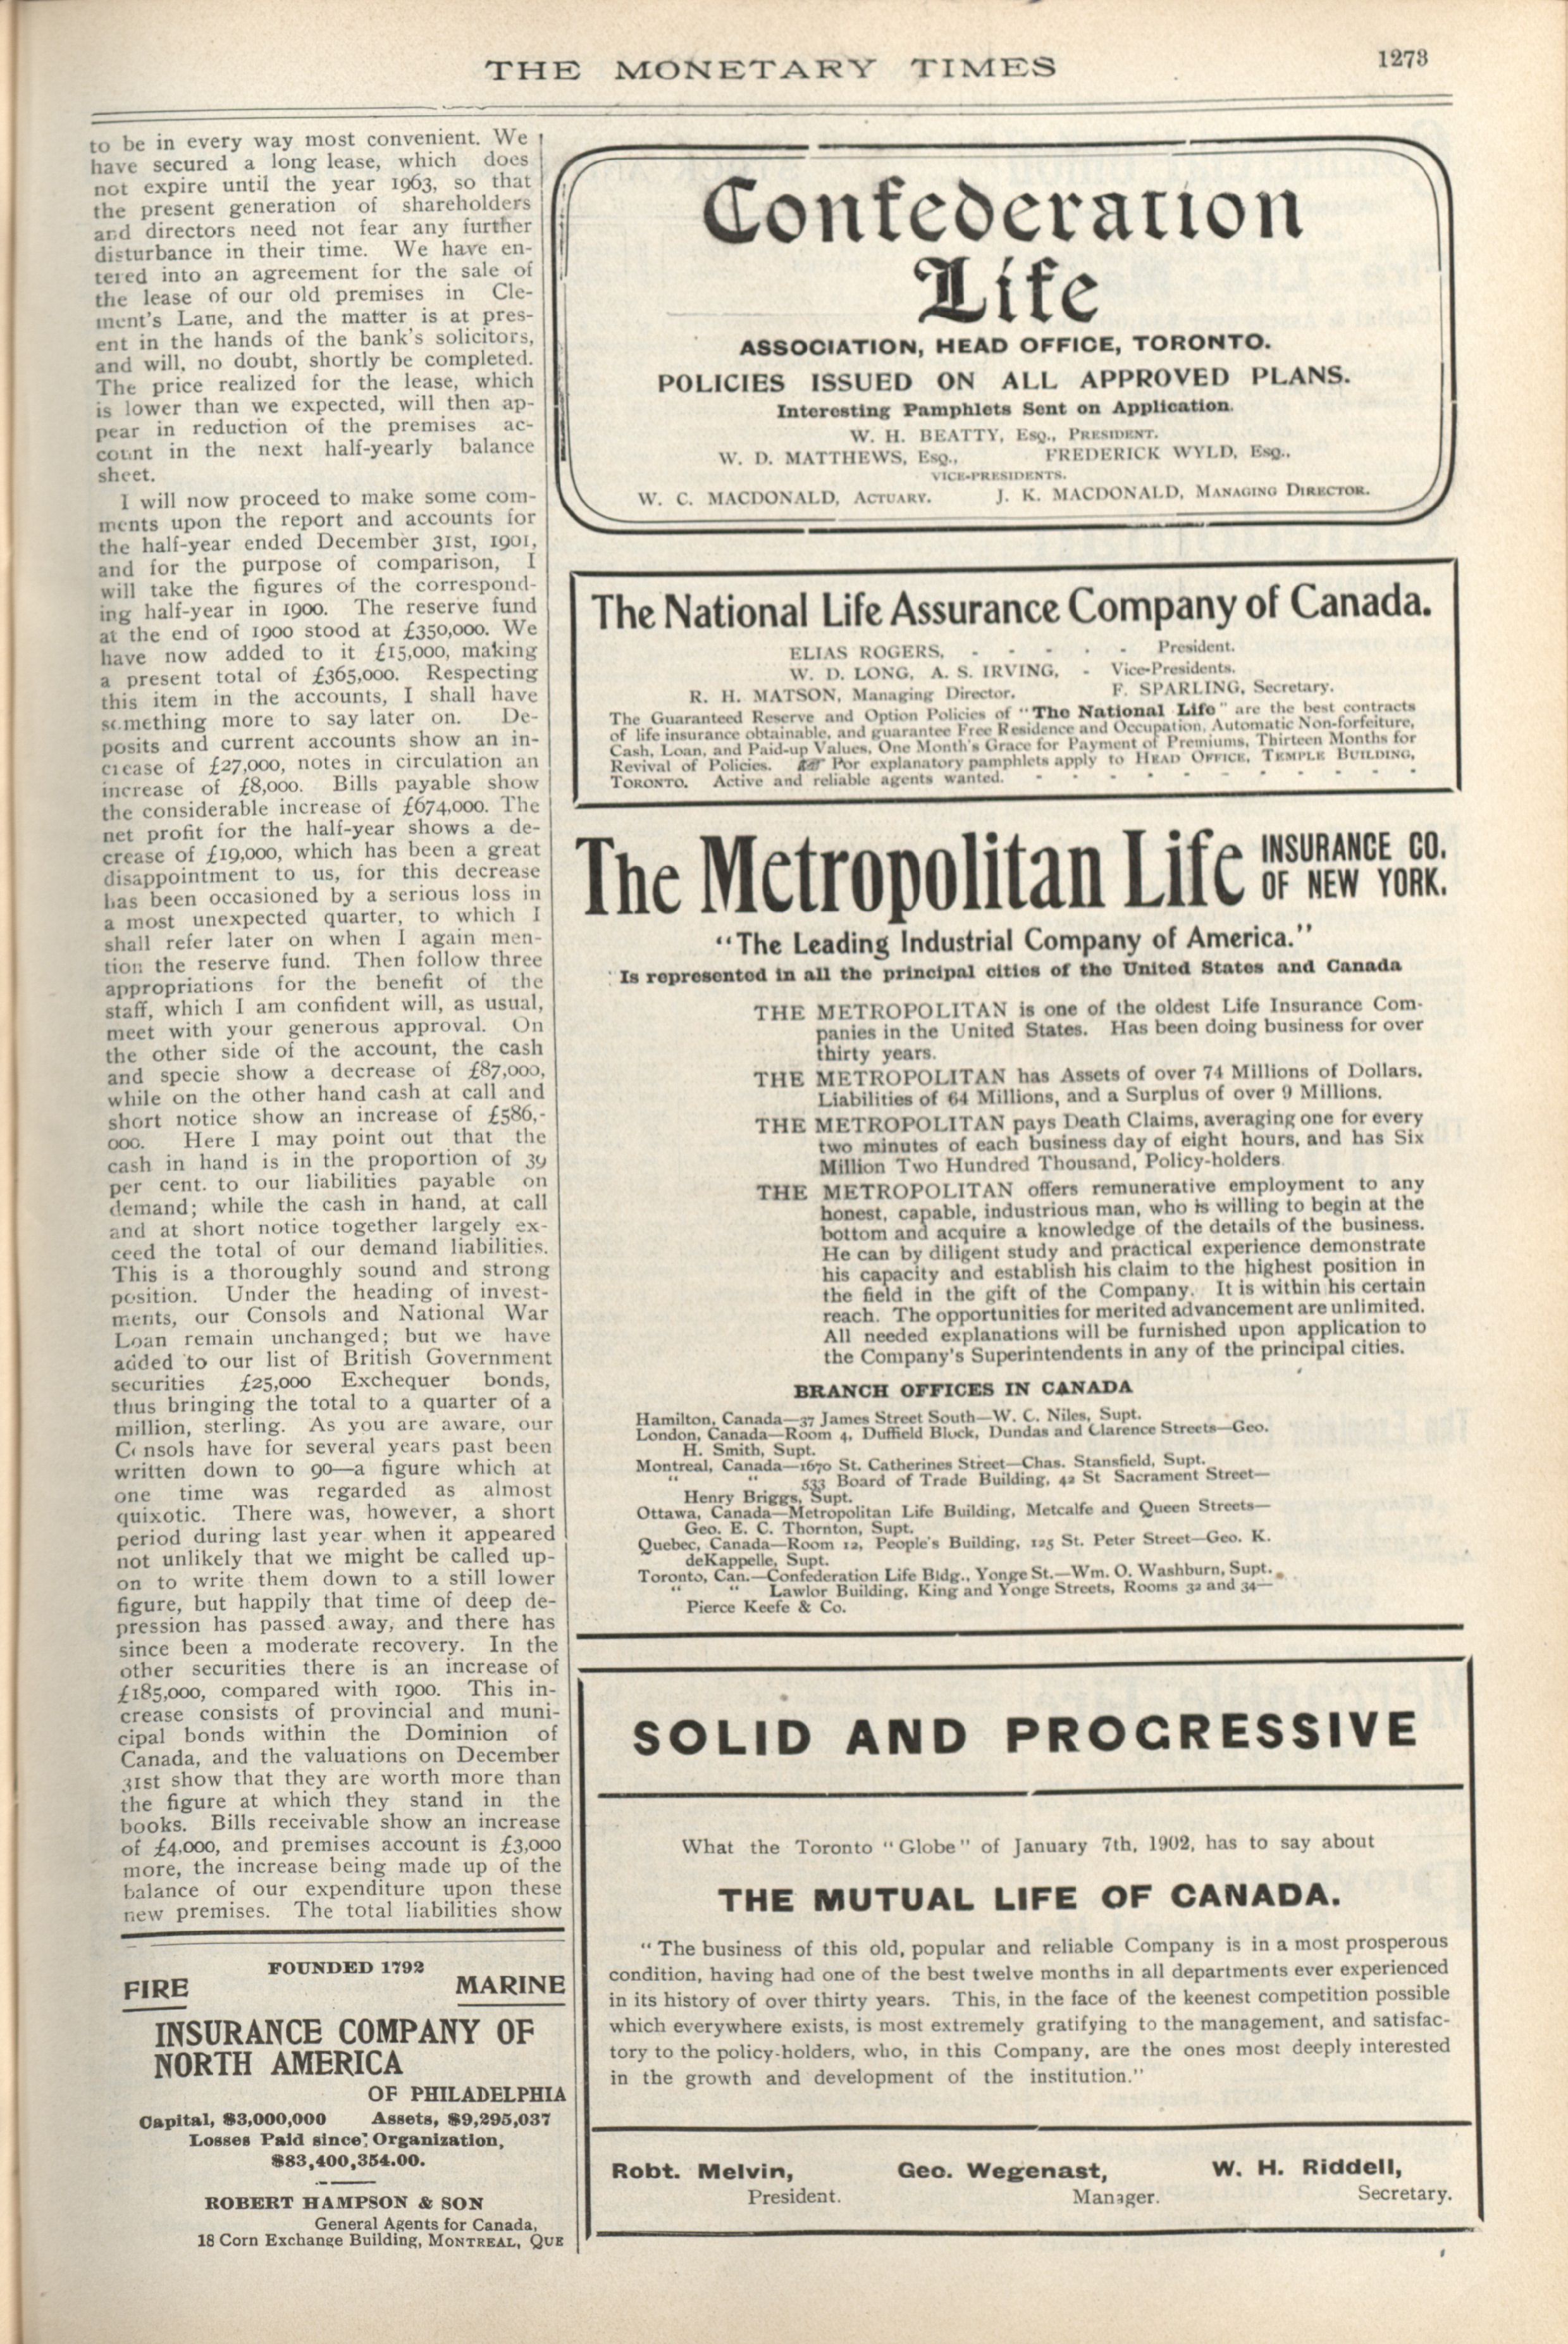 THE MONETARY TIMES
1273
to be in every way most convenient. We
have secured a long lease, which does
not expire until the year 1963, so that
the present generation of shareholders
and directors need not fear any further
disturbance in their time. We have en-
tered into an agreement for the sale of
the lease of our old premises in Cle-
ment's Lane, and the matter is at pres-
ent in the hands of the bank's solicitors,
and will, no doubt, shortly be completed.
The price realized for the lease, which
is lower than we expected, will then ap-
pear in reduction of the premises ac-
count in the next half-yearly balance
sheet.
I will now proceed to make some com-
ments upon the report and accounts for
the half-year ended December 31st, 1901,
and for the purpose of comparison, I
will take the figures of the correspond-
ing half-year in 1900. The reserve fund
at the end of 1900 stood at £350,000. We
have now added to it £15,000, making
a present total of £365,000. Respecting
this item in the accounts, I shall have
something more to say later on. De-
posits and current accounts show an in-
crease of £27,000, notes in circulation an
increase of £8,000. Bills payable show
the considerable increase of £674,000. The
net profit for the half-year shows a de-
crease of £19,000, which has been a great
disappointment to us, for this decrease
has been occasioned by a serious loss in
a most unexpected quarter, to which I
shall refer later on when I again men-
tion the reserve fund. Then follow three
appropriations for the benefit of the
staff, which I am confident will, as usual,
meet with your generous approval. On
the other side of the account, the cash
and specie show a decrease of £87,000,
while on the other hand cash at call and
short notice show an increase of £586,-
000. Here I may point out that the
cash in hand is in the proportion of 39
per cent. to our liabilities payable on
demand; while the cash in hand, at call
and at short notice together largely ex-
ceed the total of our demand liabilities.
This is a thoroughly sound and strong
position. Under the heading of invest-
ments, our Consols and National War
Loan remain unchanged; but we have
added to our list of British Government
securities £25,000 Exchequer bonds,
thus bringing the total to a quarter of a
million, sterling. As you are aware, our
Consols have for several years past been
written down to 90—a figure which at
one time was regarded as almost
quixotic. There was, however, a short
period during last year when it appeared
not unlikely that we might be called up-
on to write them down to a still lower
figure, but happily that time of deep de-
pression has passed away, and there has
since been a moderate recovery. In the
other securities there is an increase of
£185,000, compared with 1900. This in-
crease consists of provincial and muni-
cipal bonds within the Dominion of
Canada, and the valuations on December
31st show that they are worth more than
the figure at which they stand in the
books. Bills receivable show an increase
of £4,000, and premises account is £3,000
more, the increase being made up of the
balance of our expenditure upon these
new premises. The total liabilities show
FOUNDED 1792
FIRE MARINE
INSURANCE COMPANY OF
NORTH AMERICA
OF PHILADELPHIA
Capital, $3,000,000 Assets, $9,295,037
Losses Paid since Organization,
$83,400,354.00.
ROBERT HAMPSON & SON
General Agents for Canada,
18 Corn Exchange Building, MONTREAL, QUE
Confederation
Life
ASSOCIATION, HEAD OFFICE, TORONTO.
POLICIES ISSUED ON ALL APPROVED PLANS.
Interesting Pamphlets Sent on Application.
W. H. BEATTY, Esq., PRESIDENT.
W. D. MATTHEWS, Esq., FREDERICK WYLD, Esq.,
VICE-PRESIDENTS.
W. C. MACDONALD, ACTUARY. J. K. MACDONALD, MANAGING DIRECTOR.
The National Life Assurance Company of Canada.
ELIAS ROGERS, - - - - - President.
W. D. LONG, A. S. IRVING, - Vice-Presidents.
R. H. MATSON, Managing Director. F. SPARLING, Secretary.
The Guaranteed Reserve and Option Policies of "The National Life" are the best contracts
of life insurance obtainable, and guarantee Free Residence and Occupation, Automatic Non-forfeiture,
Cash, Loan, and Paid-up Values, One Month's Grace for Payment of Premiums, Thirteen Months for
Revival of Policies. ☞ For explanatory pamphlets apply to HEAD OFFICE, TEMPLE BUILDING,
TORONTO. Active and reliable agents wanted. - - - - - - - -
The Metropolitan Life INSURANCE CO.
OF NEW YORK.
"The Leading Industrial Company of America."
Is represented in all the principal cities of the United States and Canada
THE METROPOLITAN is one of the oldest Life Insurance Com-
panies in the United States. Has been doing business for over
thirty years.
THE METROPOLITAN has Assets of over 74 Millions of Dollars,
Liabilities of 64 Millions, and a Surplus of over 9 Millions.
THE METROPOLITAN pays Death Claims, averaging one for every
two minutes of each business day of eight hours, and has Six
Million Two Hundred Thousand, Policy-holders.
THE METROPOLITAN offers remunerative employment to any
honest, capable, industrious man, who is willing to begin at the
bottom and acquire a knowledge of the details of the business.
He can by diligent study and practical experience demonstrate
his capacity and establish his claim to the highest position in
the field in the gift of the Company. It is within his certain
reach. The opportunities for merited advancement are unlimited.
All needed explanations will be furnished upon application to
the Company's Superintendents in any of the principal cities.
BRANCH OFFICES IN CANADA
Hamilton, Canada—37 James Street South—W. C. Niles, Supt.
London, Canada—Room 4, Duffield Block, Dundas and Clarence Streets—Geo.
H. Smith, Supt.
Montreal, Canada—1670 St. Catherines Street—Chas. Stansfield, Supt.
" " 533 Board of Trade Building, 42 St Sacrament Street—
Henry Briggs, Supt.
Ottawa, Canada—Metropolitan Life Building, Metcalfe and Queen Streets—
Geo. E. C. Thornton, Supt.
Quebec, Canada—Room 12, People's Building, 125 St. Peter Street—Geo. K.
deKappelle, Supt.
Toronto, Can.—Confederation Life Bldg., Yonge St.—Wm. O. Washburn, Supt.
" " Lawlor Building, King and Yonge Streets, Rooms 32 and 34—
Pierce Keefe & Co.
SOLID AND PROGRESSIVE
What the Toronto "Globe" of January 7th, 1902, has to say about
THE MUTUAL LIFE OF CANADA.
"The business of this old, popular and reliable Company is in a most prosperous
condition, having had one of the best twelve months in all departments ever experienced
in its history of over thirty years. This, in the face of the keenest competition possible
which everywhere exists, is most extremely gratifying to the management, and satisfac-
tory to the policy-holders, who, in this Company, are the ones most deeply interested
in the growth and development of the institution."
Robt. Melvin, Geo. Wegenast, W. H. Riddell,
President. Manager. Secretary.